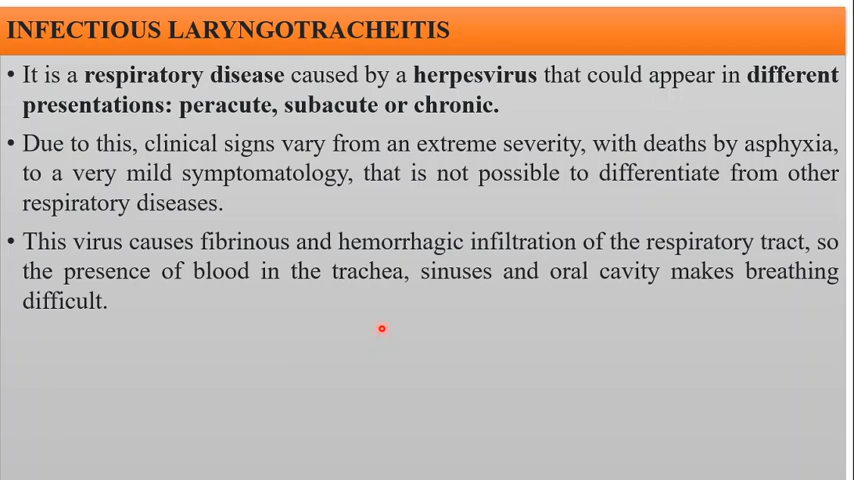 INFECTIOUS LARYNGOTRACHEITIS
• It is a respiratory disease caused by a herpesvirus that could appear in different
presentations: peracute, subacute or chronic.
• Due to this, clinical signs vary from an extreme severity, with deaths by asphyxia,
to a very mild symptomatology, that is not possible to differentiate from other
respiratory diseases.
• This virus causes fibrinous and hemorrhagic infiltration of the respiratory tract, so
the presence of blood in the trachea, sinuses and oral cavity makes breathing
difficult.